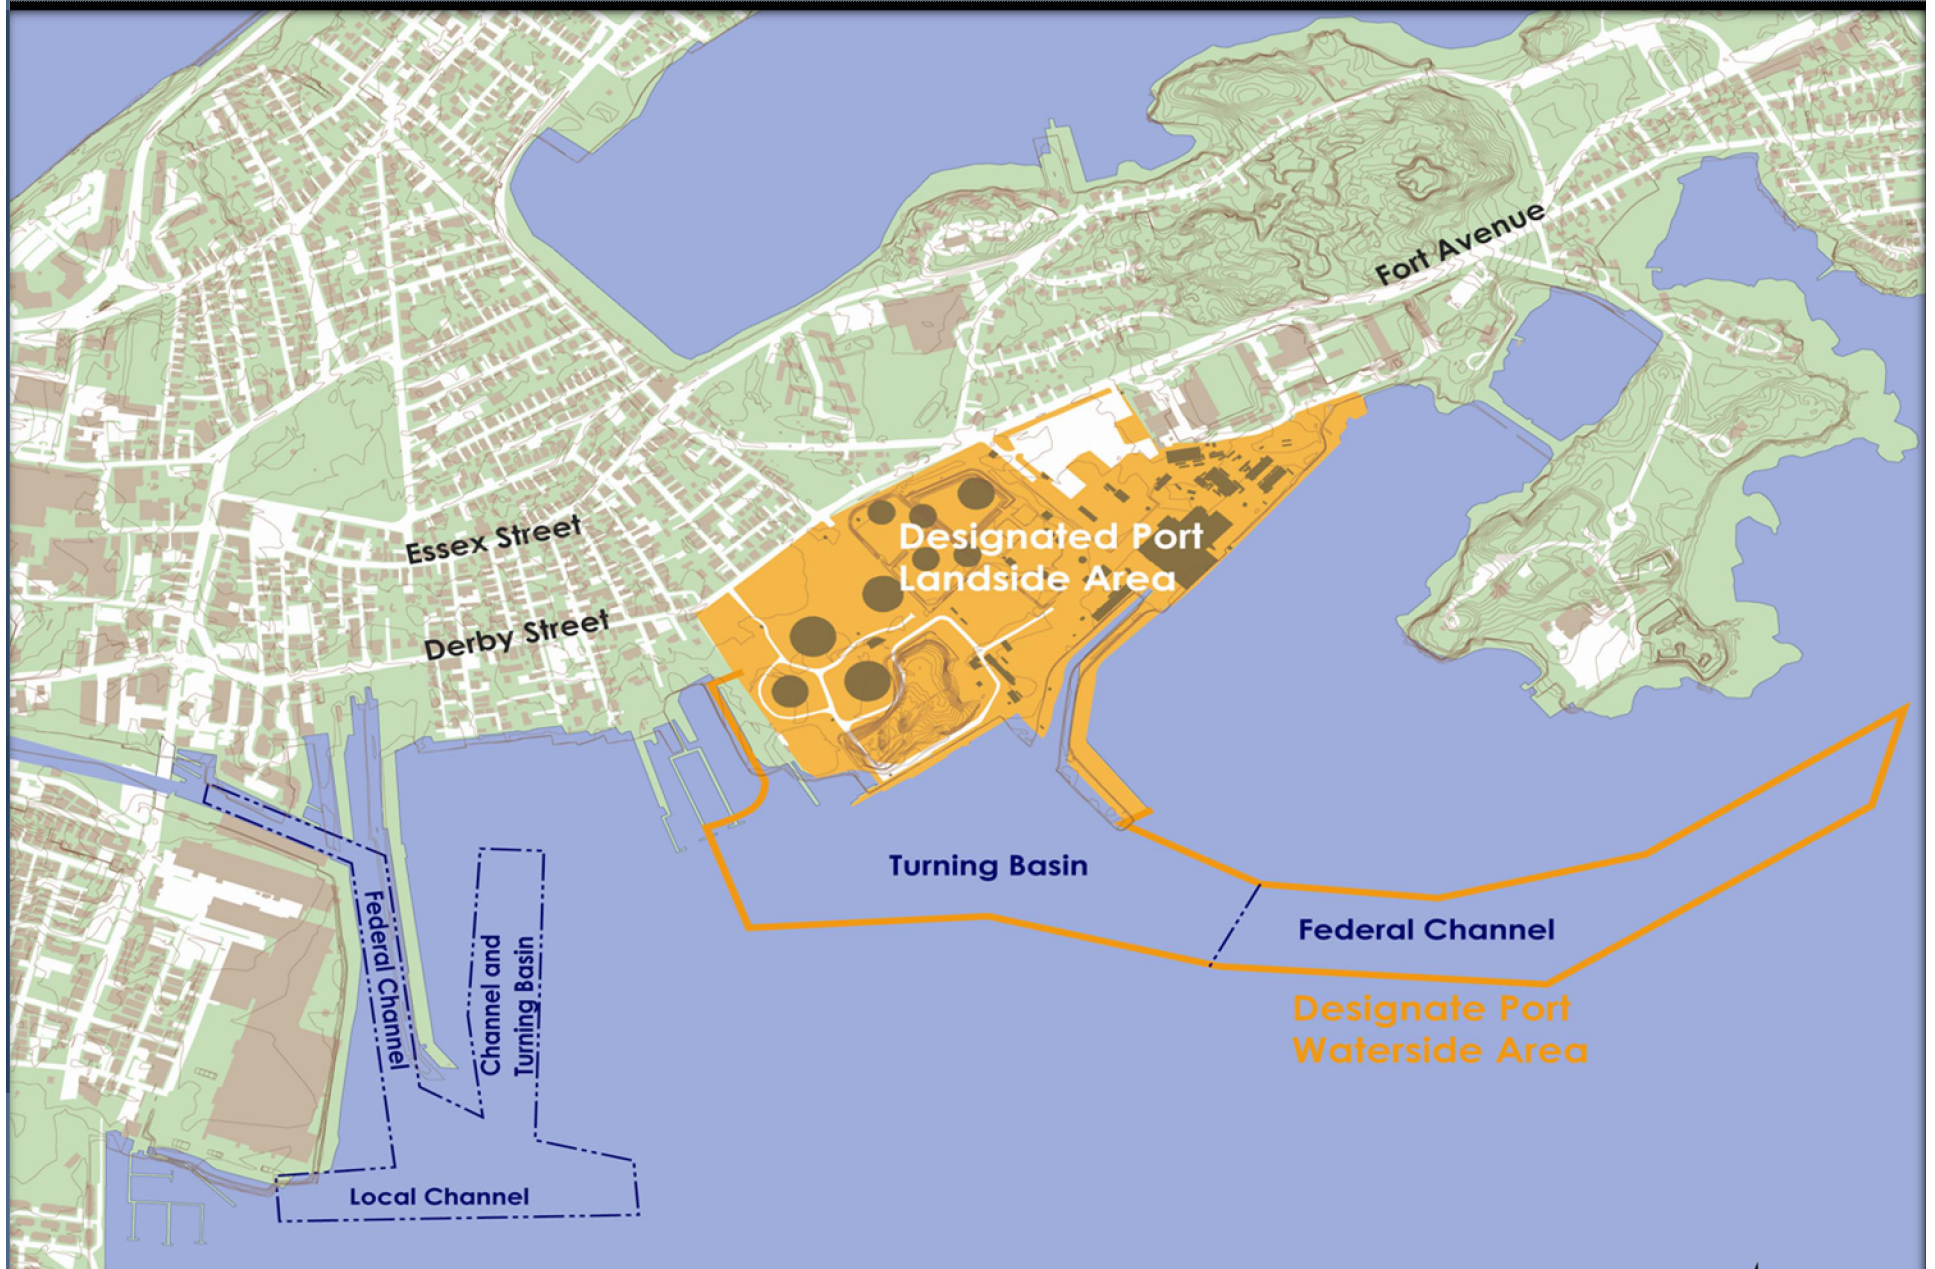 Fort Avenue
Essex Street
Designated Port
Landside Area
Derby Street
Turning Basin
Federal Channel
Designate Port
Waterside Area
Federal Channel
Channel and
Turning Basin
Local Channel